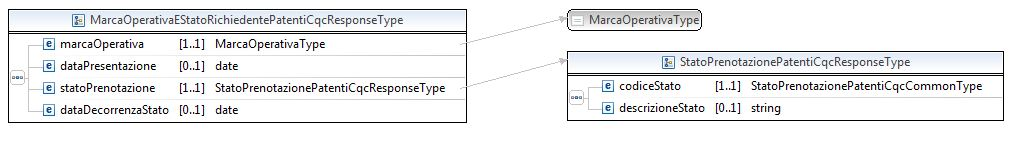 MarcaOperativaEStatoRichiedentePatentiCqcResponseType
e marcaOperativa [1..1] MarcaOperativaType
e dataPresentazione [0..1] date
e statoPrenotazione [1..1] StatoPrenotazionePatentiCqcResponseType
e dataDecorrenzaStato [0..1] date
MarcaOperativaType
StatoPrenotazionePatentiCqcResponseType
e codiceStato [1..1] StatoPrenotazionePatentiCqcCommonType
e descrizioneStato [0..1] string